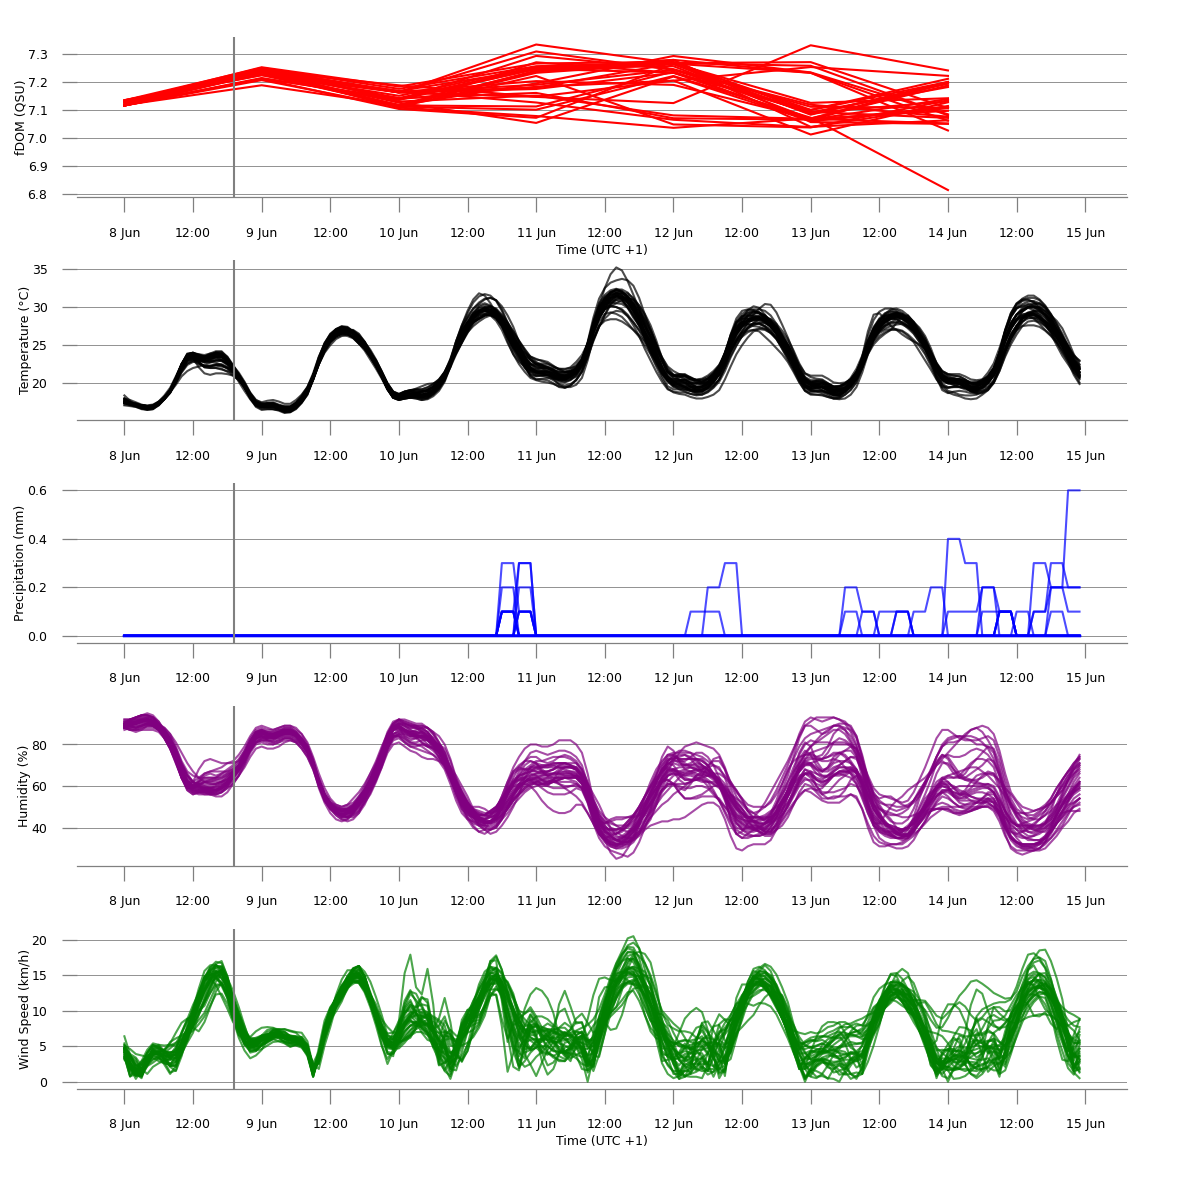 fDOM (QSU)
7.3
7.2
7.1
7.0
6.9
6.8
8 Jun 12:00 9 Jun 12:00 10 Jun 12:00 11 Jun 12:00 12 Jun 12:00 13 Jun 12:00 14 Jun 12:00 15 Jun
Time (UTC +1)
Temperature (°C)
35
30
25
20
8 Jun 12:00 9 Jun 12:00 10 Jun 12:00 11 Jun 12:00 12 Jun 12:00 13 Jun 12:00 14 Jun 12:00 15 Jun
Precipitation (mm)
0.6
0.4
0.2
0.0
8 Jun 12:00 9 Jun 12:00 10 Jun 12:00 11 Jun 12:00 12 Jun 12:00 13 Jun 12:00 14 Jun 12:00 15 Jun
Humidity (%)
80
60
40
8 Jun 12:00 9 Jun 12:00 10 Jun 12:00 11 Jun 12:00 12 Jun 12:00 13 Jun 12:00 14 Jun 12:00 15 Jun
Wind Speed (km/h)
20
15
10
5
0
8 Jun 12:00 9 Jun 12:00 10 Jun 12:00 11 Jun 12:00 12 Jun 12:00 13 Jun 12:00 14 Jun 12:00 15 Jun
Time (UTC +1)